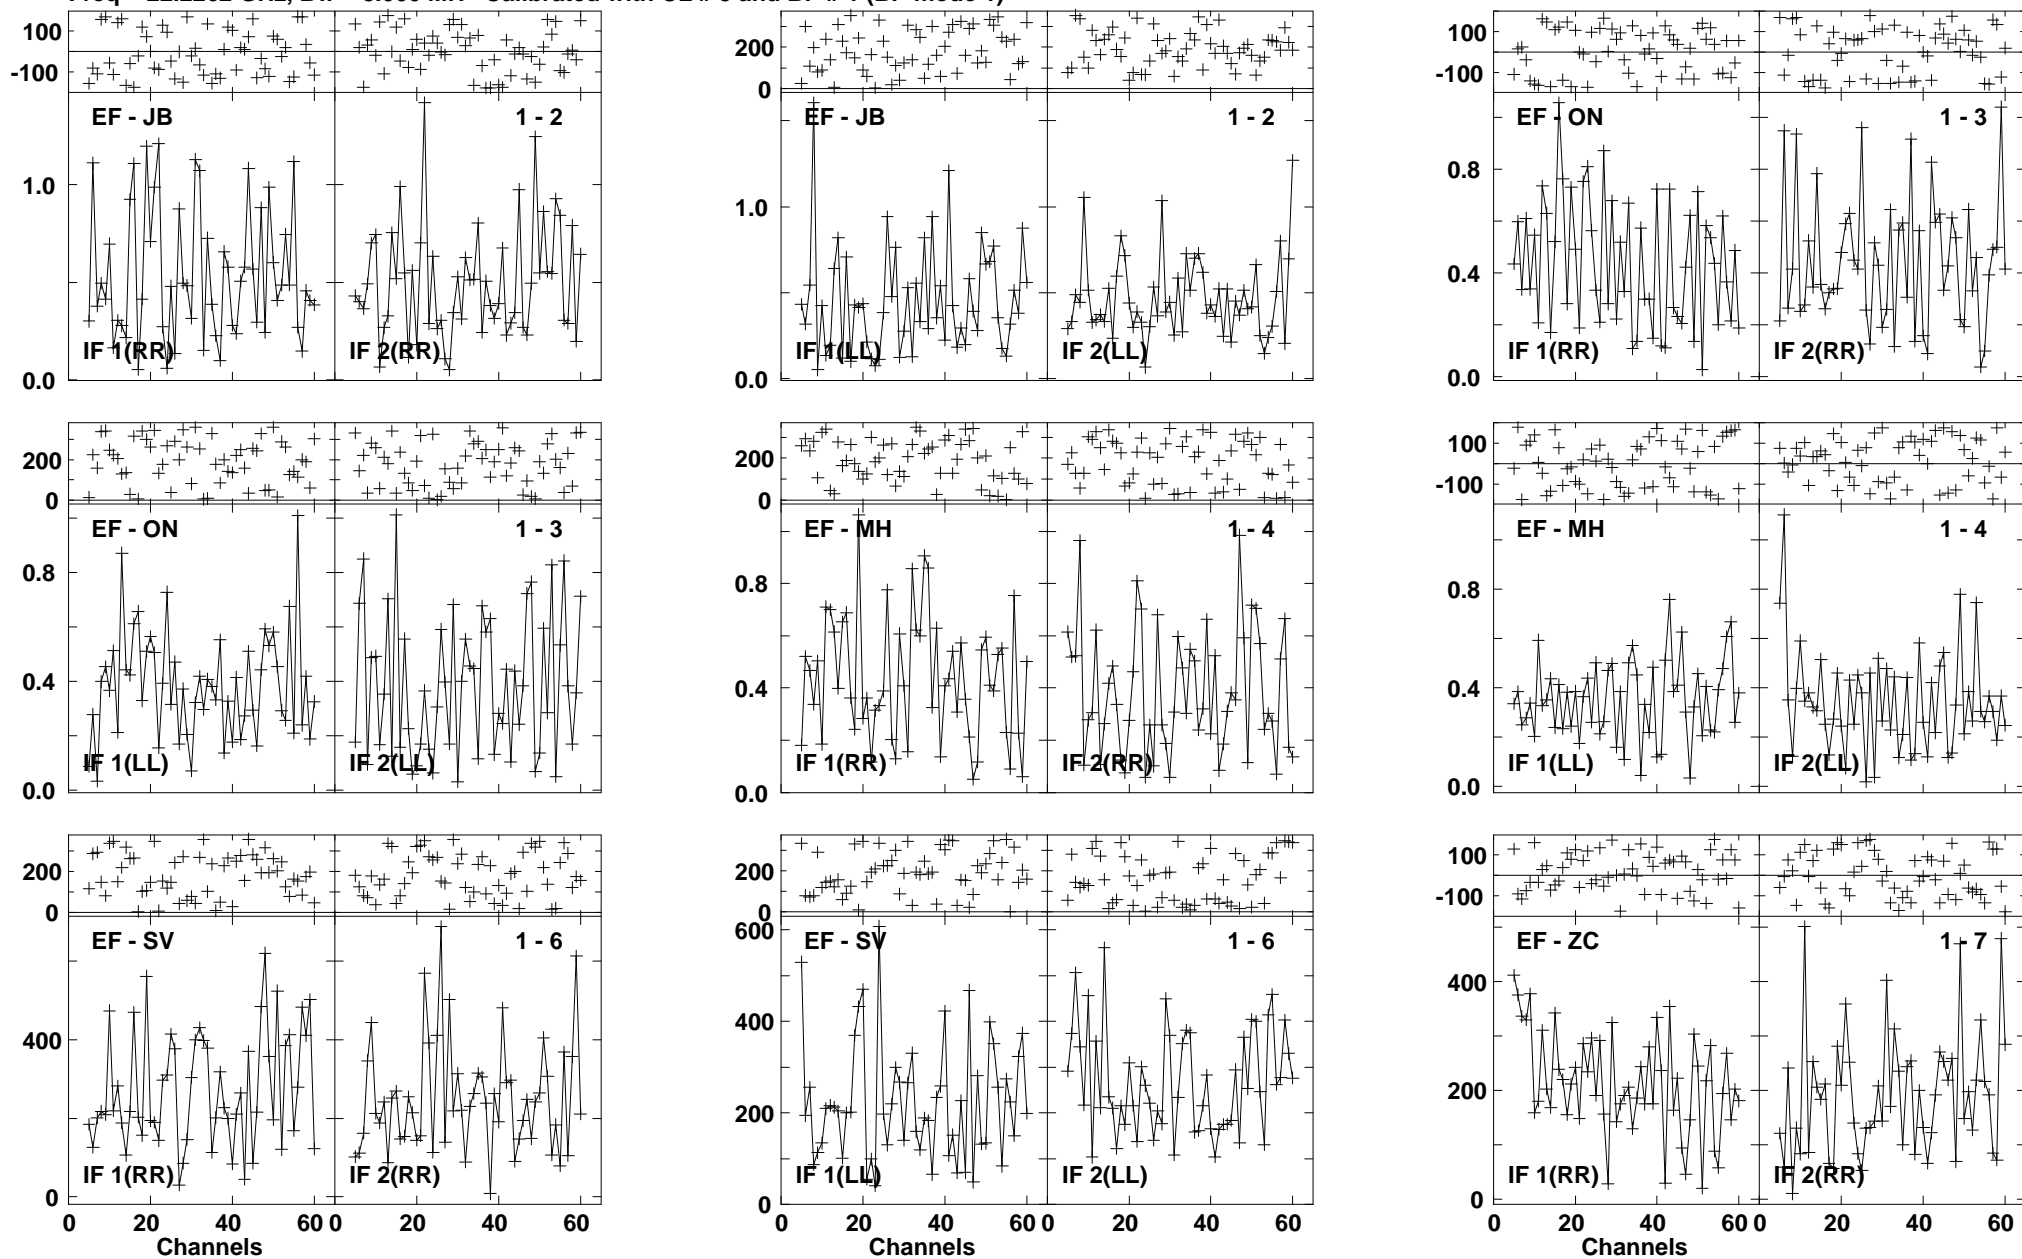 100
-100
EF - JB 1 - 2
1.0
IF 1(RR) IF 2(RR)
0.0
200
0
EF - JB 1 - 2
1.0
IF 1(LL) IF 2(LL)
0.0
100
-100
EF - ON 1 - 3
0.8
0.4
IF 1(RR) IF 2(RR)
0.0
200
0
EF - ON 1 - 3
0.8
0.4
IF 1(LL) IF 2(LL)
0.0
200
0
EF - MH 1 - 4
0.8
0.4
IF 1(RR) IF 2(RR)
0.0
100
-100
EF - MH 1 - 4
0.8
0.4
IF 1(LL) IF 2(LL)
0.0
200
0
EF - SV 1 - 6
400
IF 1(RR) IF 2(RR)
0
0 20 40 60 0 20 40 60
Channels
200
0
600
EF - SV 1 - 6
400
200
IF 1(LL) IF 2(LL)
0
0 20 40 60 0 20 40 60
Channels
100
-100
EF - ZC 1 - 7
400
200
IF 1(RR) IF 2(RR)
0
0 20 40 60 0 20 40 60
Channels